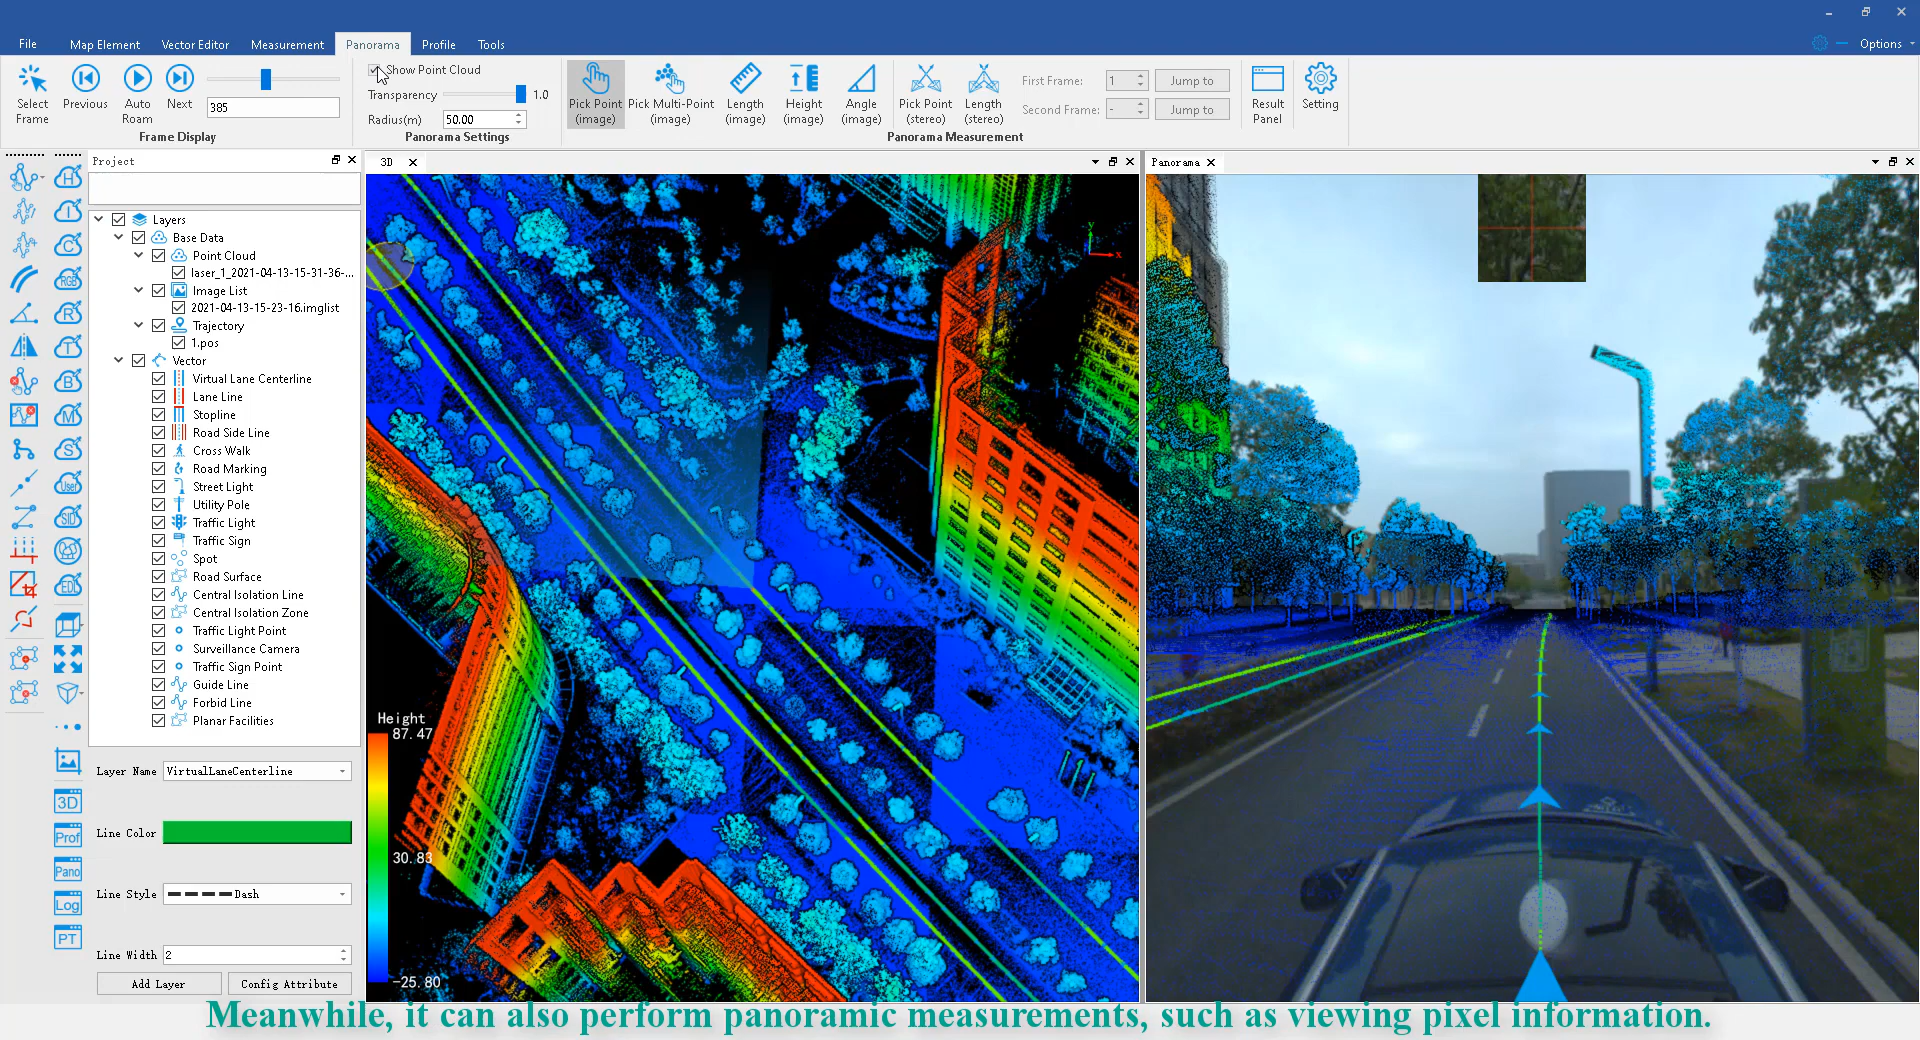 File Map Element Vector Editor Measurement Panorama Profile Tools Options
Select Frame
Previous
Auto Roam
Next
385
Frame Display
Show Point Cloud
Transparency 1.0
Radius(m) 50.00
Panorama Settings
Pick Point (image)
Pick Multi-Point (image)
Length (image)
Height (image)
Angle (image)
Pick Point (stereo)
Length (stereo)
First Frame: 1 Jump to
Second Frame: - Jump to
Panorama Measurement
Result Panel
Setting
Project
3D
Panorama
Layers
Base Data
Point Cloud
laser_1_2021-04-13-15-31-36-...
Image List
2021-04-13-15-23-16.imglist
Trajectory
1.pos
Vector
Virtual Lane Centerline
Lane Line
Stopline
Road Side Line
Cross Walk
Road Marking
Street Light
Utility Pole
Traffic Light
Traffic Sign
Spot
Road Surface
Central Isolation Line
Central Isolation Zone
Traffic Light Point
Surveillance Camera
Traffic Sign Point
Guide Line
Forbid Line
Planar Facilities
H
I
C
RGB
R
T
B
M
S
User
SID
EDL
3D
Prof
Pano
Log
PT
Layer Name VirtualLaneCenterline
Line Color
Line Style Dash
Line Width 2
Add Layer Config Attribute
Height
87.47
30.83
-25.80
Y
X
Meanwhile, it can also perform panoramic measurements, such as viewing pixel information.